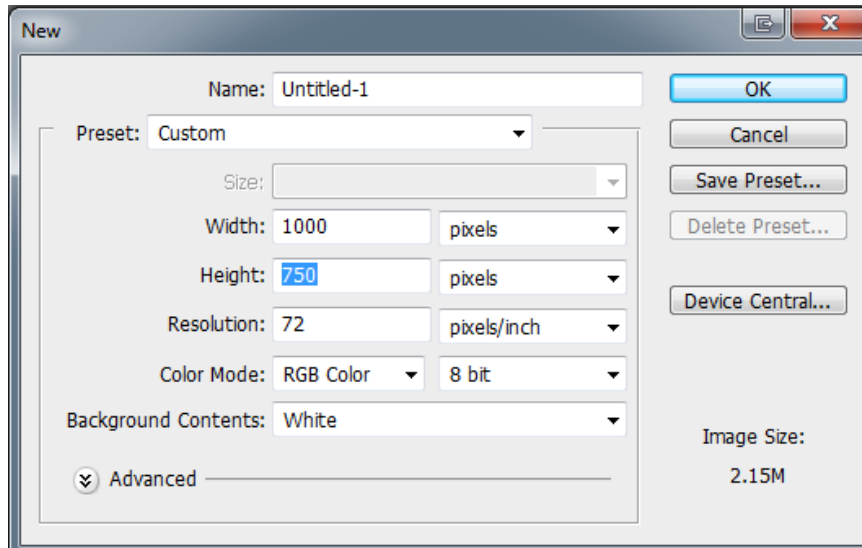 New
Name: Untitled-1
OK
Preset: Custom
Cancel
Size:
Save Preset...
Width: 1000 pixels
Delete Preset...
Height: 750 pixels
Device Central...
Resolution: 72 pixels/inch
Color Mode: RGB Color 8 bit
Background Contents: White
Image Size:
Advanced
2.15M